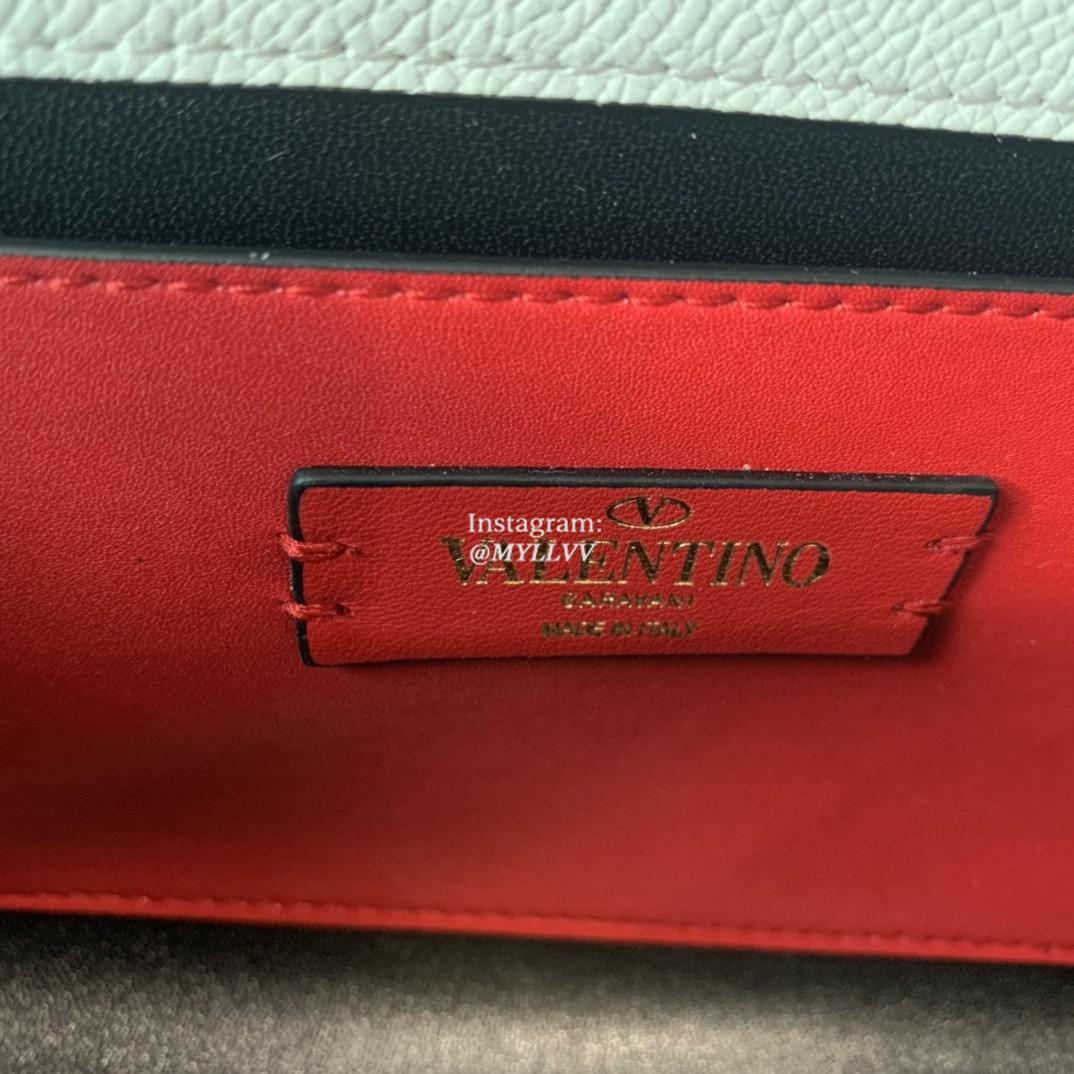 Instagram:
@MYLLVV
V
VALENTINO
GARAVANI
MADE IN ITALY